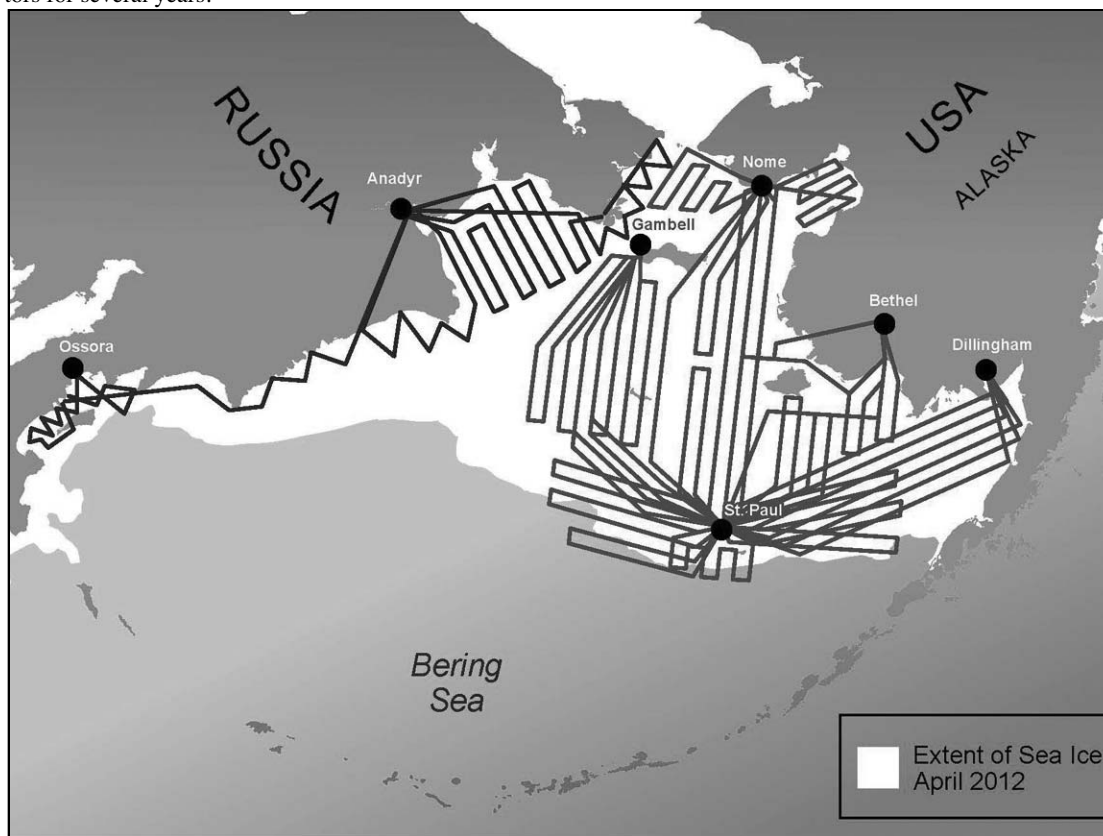 tors for several years.
RUSSIA
USA
ALASKA
Nome
Anadyr
Gambell
Bethel
Ossora
Dillingham
St. Paul
Bering
Sea
Extent of Sea Ice
April 2012